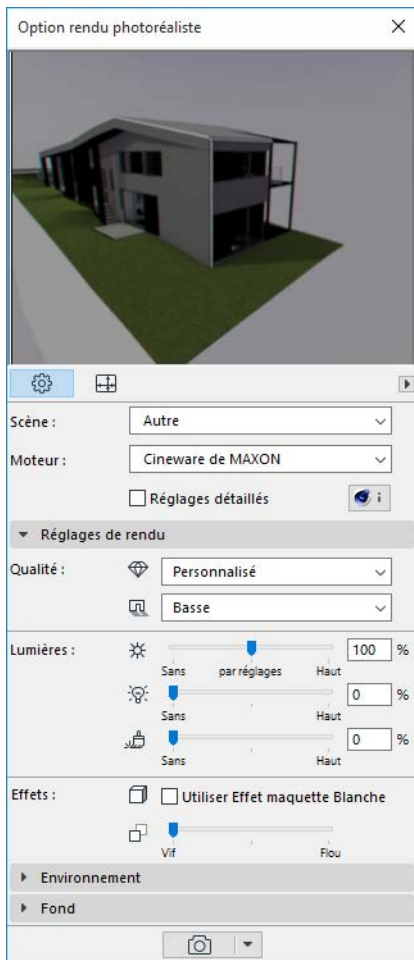 Option rendu photoréaliste
Scène :
Autre
Moteur :
Cineware de MAXON
Réglages détaillés
i
Réglages de rendu
Qualité :
Personnalisé
Basse
Lumières :
100 %
Sans par réglages Haut
0 %
Sans Haut
0 %
Sans Haut
Effets :
Utiliser Effet maquette Blanche
Vif Flou
Environnement
Fond